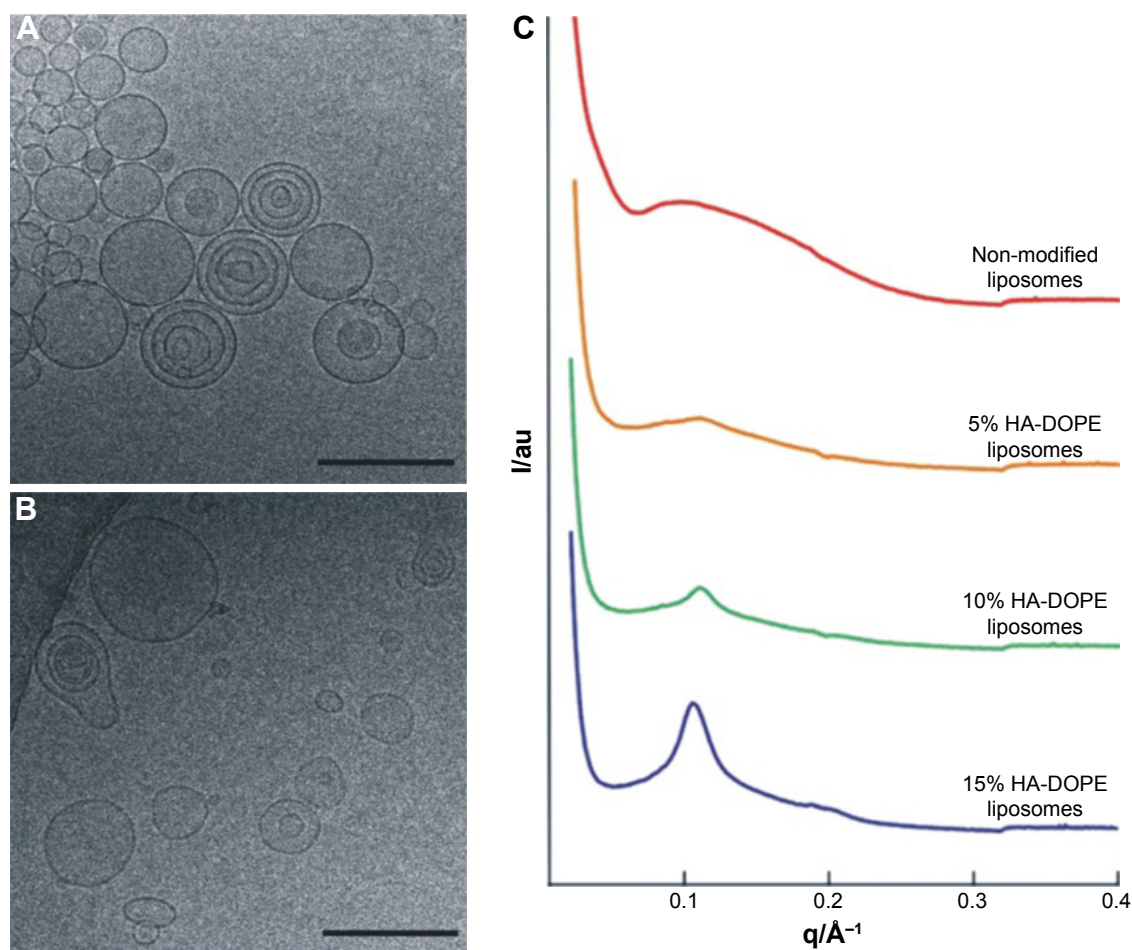 A
B
C
I/au
Non-modified
liposomes
5% HA-DOPE
liposomes
10% HA-DOPE
liposomes
15% HA-DOPE
liposomes
0.1
0.2
0.3
0.4
q/Å⁻¹